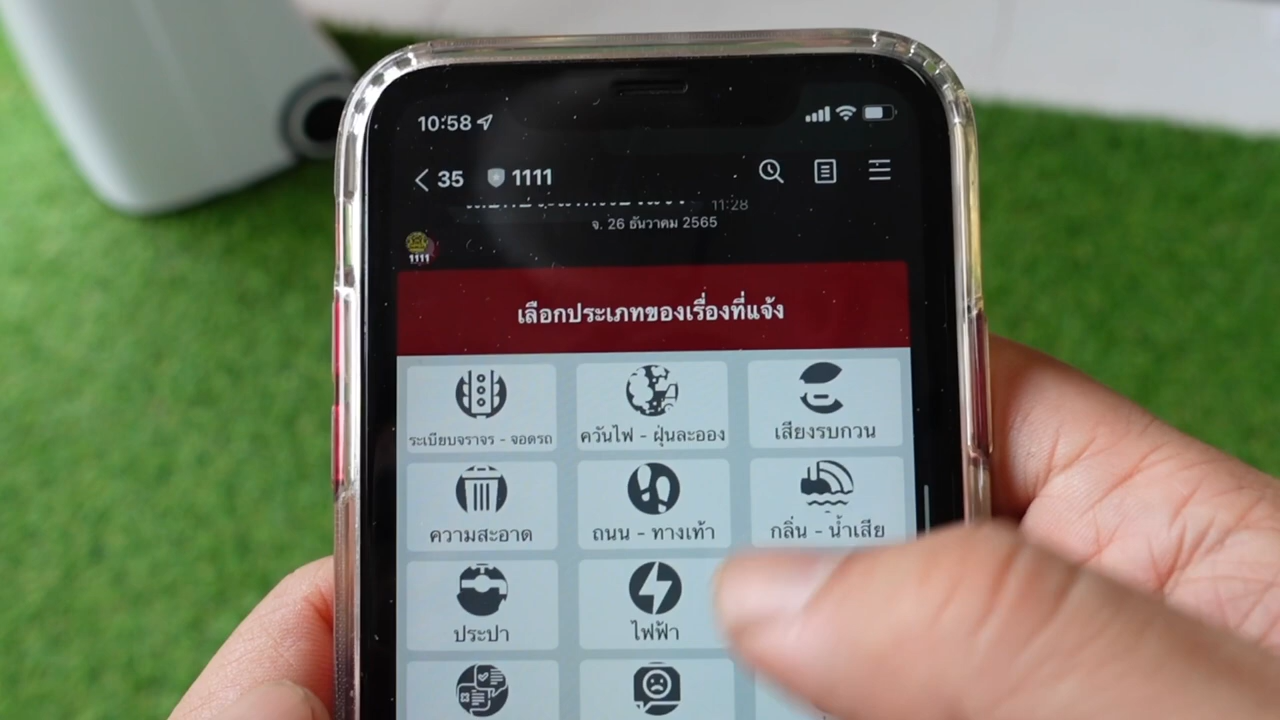 10:58
35 1111
11:28
จ. 26 ธันวาคม 2565
1111
เลือกประเภทของเรื่องที่แจ้ง
ระเบียบจราจร - จอดรถ ควันไฟ - ฝุ่นละออง เสียงรบกวน
ความสะอาด ถนน - ทางเท้า กลิ่น - น้ำเสีย
ประปา ไฟฟ้า